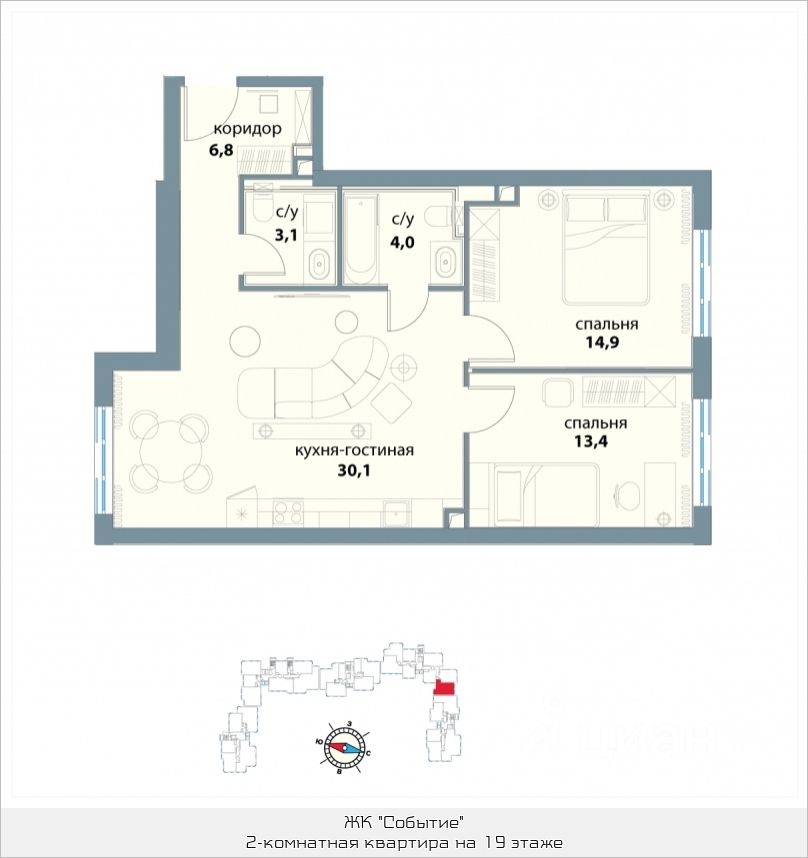 коридор
6,8
с/у
3,1
с/у
4,0
спальня
14,9
спальня
13,4
кухня-гостиная
30,1
З
Ю
С
В
циан
ЖК "Событие"
2-комнатная квартира на 19 этаже